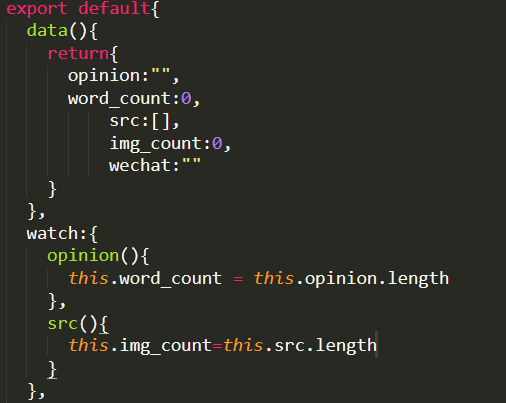 export default{
  data(){
    return{
      opinion:"",
      word_count:0,
          src:[],
          img_count:0,
          wechat:""
    }
  },
  watch:{
    opinion(){
      this.word_count = this.opinion.length
    },
    src(){
      this.img_count=this.src.length
    }
  },